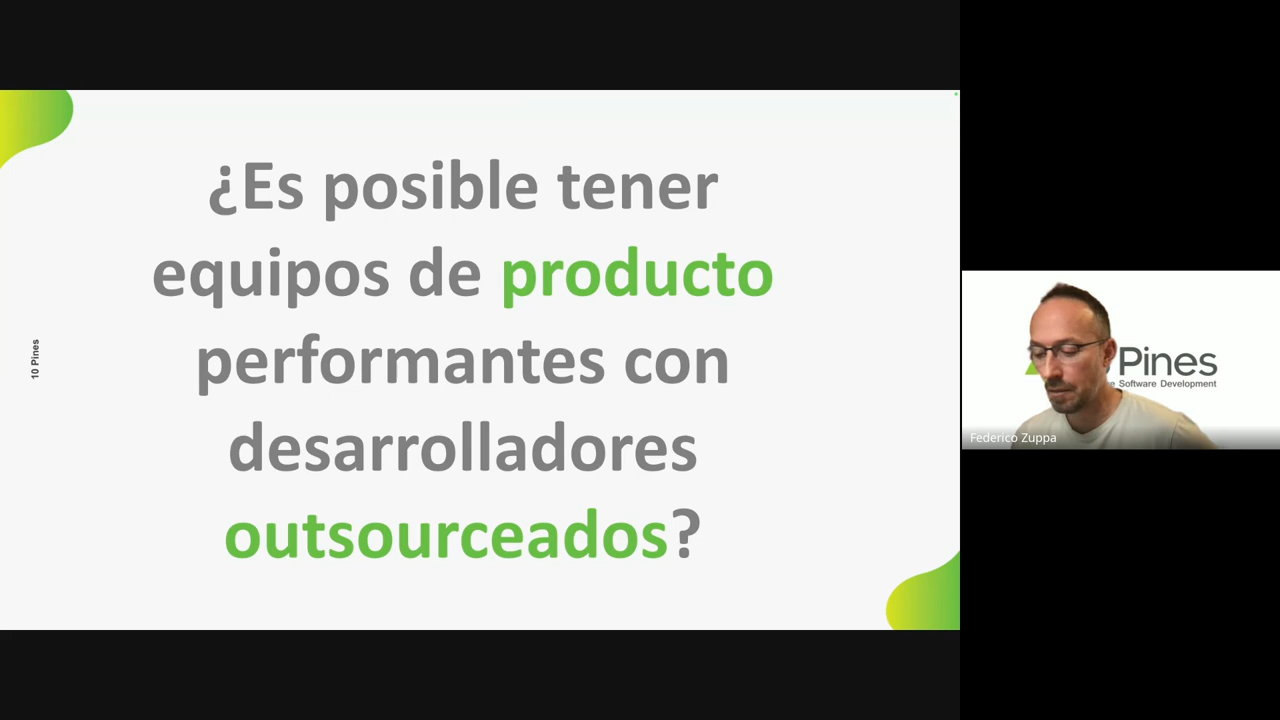 ¿Es posible tener
equipos de producto
performantes con
desarrolladores
outsourceados?
10 Pines
Pines
e Software Development
Federico Zuppa